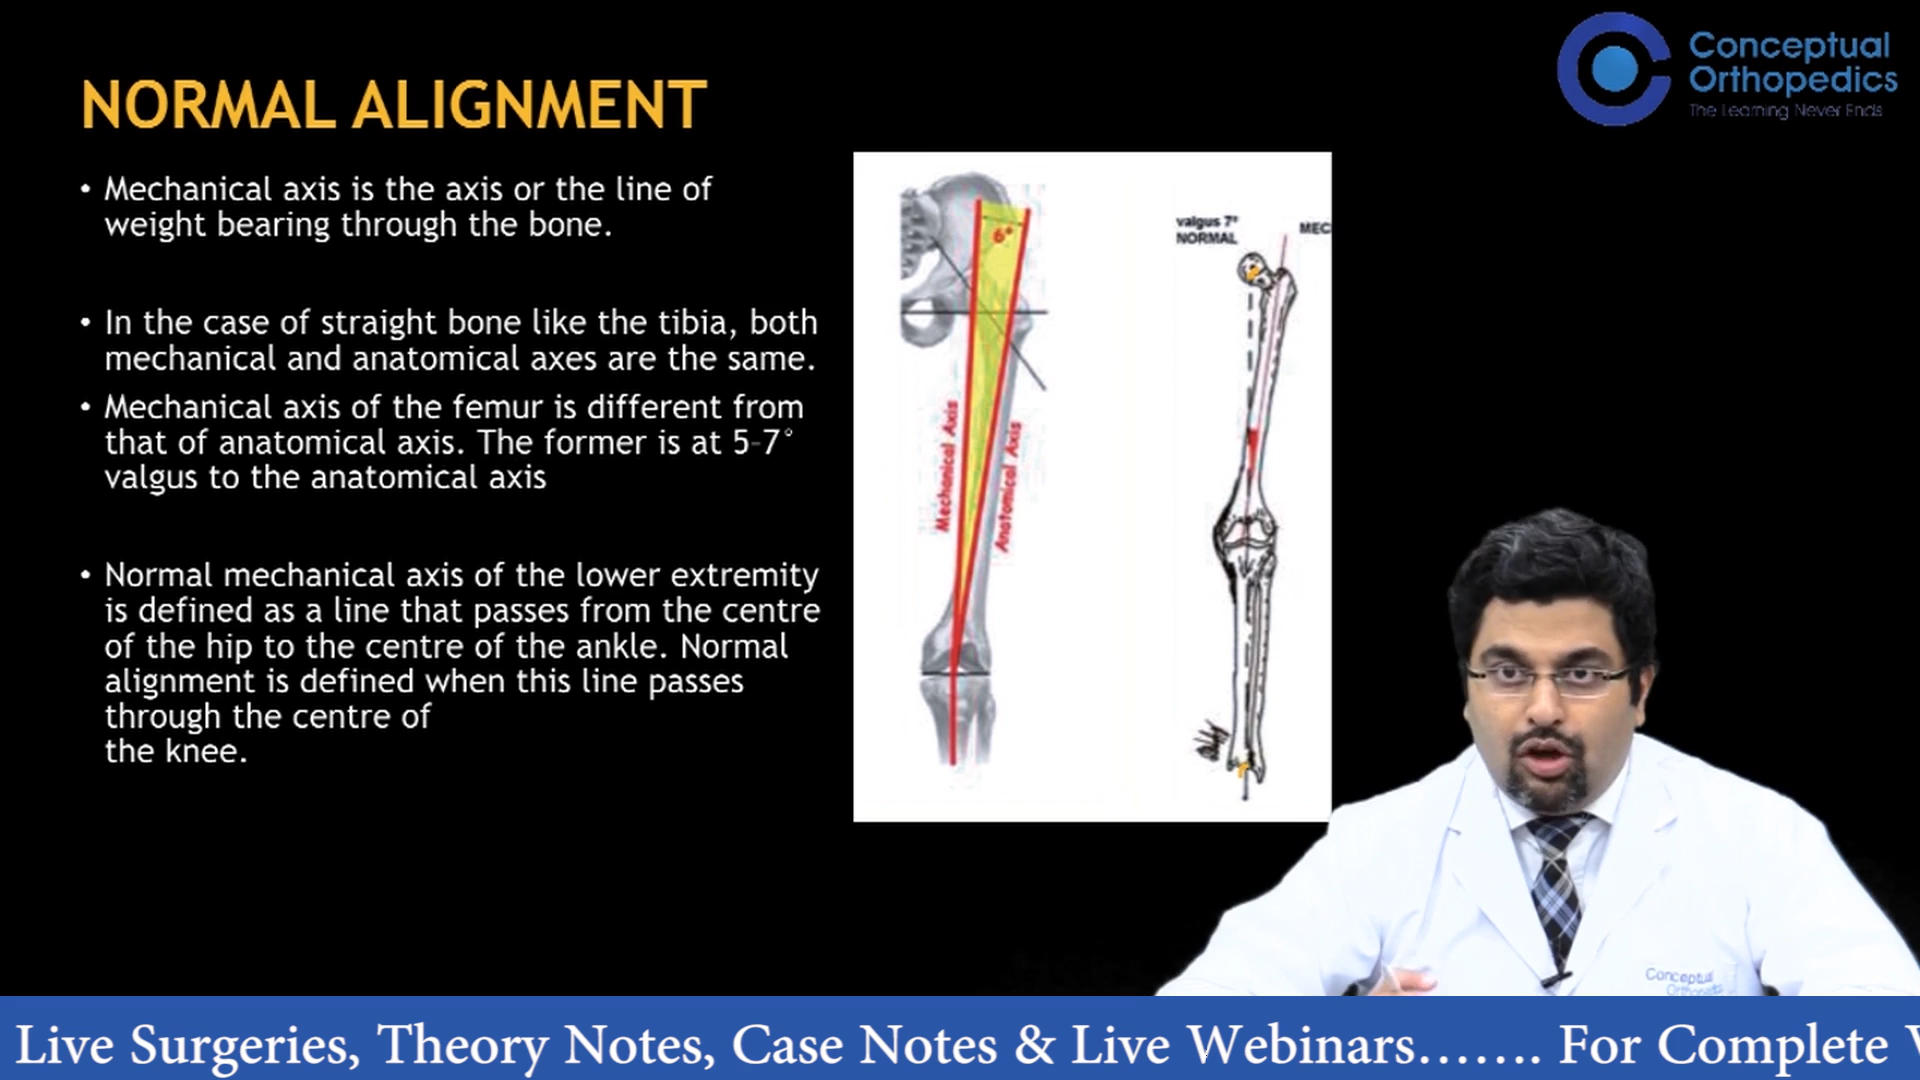 Conceptual
Orthopedics
The Learning Never Ends
NORMAL ALIGNMENT
• Mechanical axis is the axis or the line of
weight bearing through the bone.
• In the case of straight bone like the tibia, both
mechanical and anatomical axes are the same.
• Mechanical axis of the femur is different from
that of anatomical axis. The former is at 5-7°
valgus to the anatomical axis
• Normal mechanical axis of the lower extremity
is defined as a line that passes from the centre
of the hip to the centre of the ankle. Normal
alignment is defined when this line passes
through the centre of
the knee.
6°
Mechanical Axis
Anatomical Axis
valgus 7°
NORMAL
MEC
Conceptual
Live Surgeries, Theory Notes, Case Notes & Live Webinars....... For Complete V